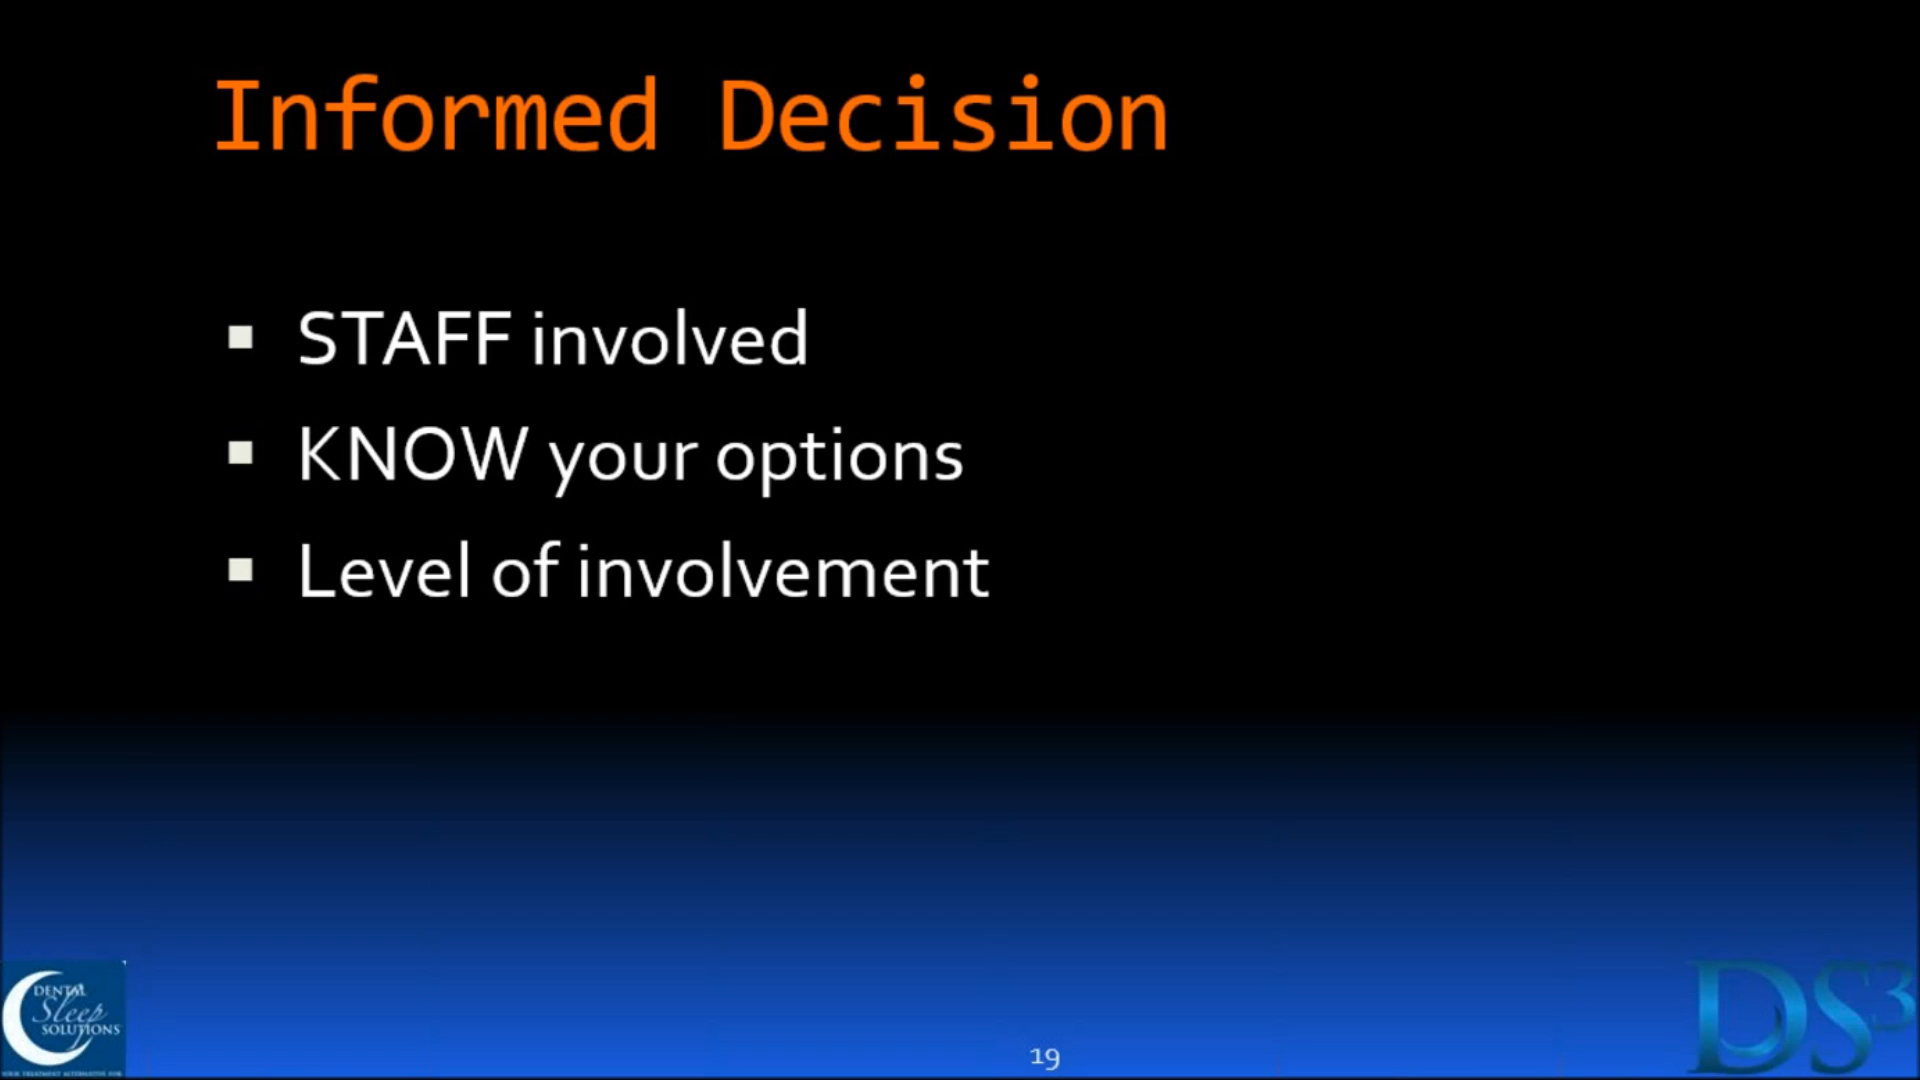 Informed Decision
STAFF involved
KNOW your options
Level of involvement
DENTAL
Sleep
SOLUTIONS
19
DS3